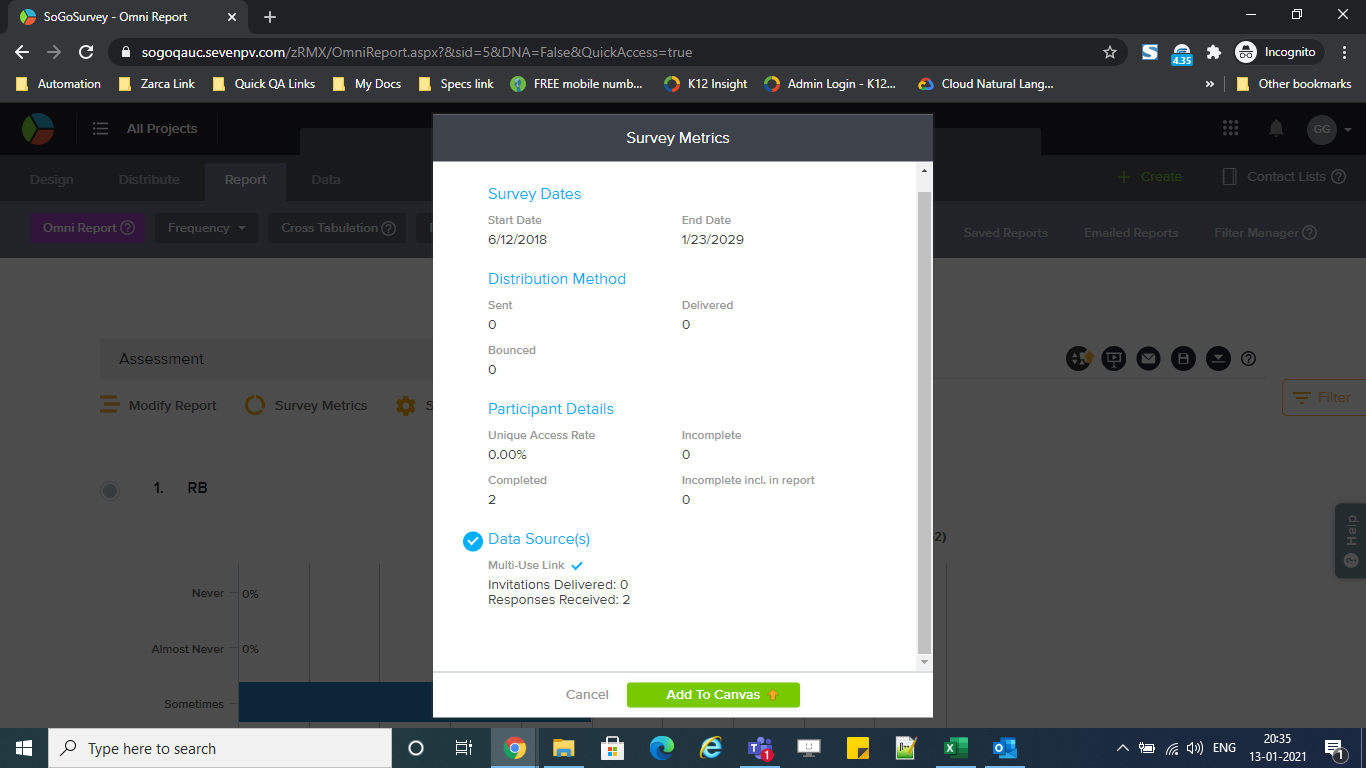 SoGoSurvey - Omni Report
sogoqauc.sevenpv.com/zRMX/OmniReport.aspx?&sid=5&DNA=False&QuickAccess=true
4.35
Incognito
Automation Zarca Link Quick QA Links My Docs Specs link FREE mobile numb... K12 Insight Admin Login - K12... Cloud Natural Lang... » Other bookmarks
All Projects
GG
Survey Metrics
Design Distribute Report Data
+ Create Contact Lists ?
Omni Report ? Frequency Cross Tabulation ?
Saved Reports Emailed Reports Filter Manager ?
Survey Dates
Start Date End Date
6/12/2018 1/23/2029
Distribution Method
Sent Delivered
0 0
Bounced
0
Assessment
Modify Report Survey Metrics S
Filter
Participant Details
Unique Access Rate Incomplete
0.00% 0
Completed Incomplete incl. in report
2 0
1. RB
Data Source(s)
2)
Multi-Use Link
Invitations Delivered: 0
Responses Received: 2
Help
Never 0%
Almost Never 0%
Sometimes
Cancel Add To Canvas
Type here to search
1
ENG
20:35
13-01-2021
1